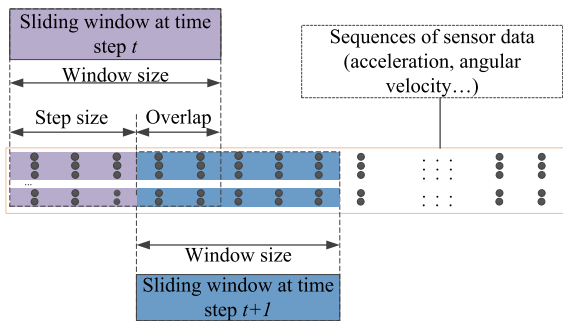 Sliding window at time
step t
Window size
Step size
Overlap
Sequences of sensor data
(acceleration, angular
velocity…)
...
. . .
. . .
. . .
. . .
Window size
Sliding window at time
step t+1